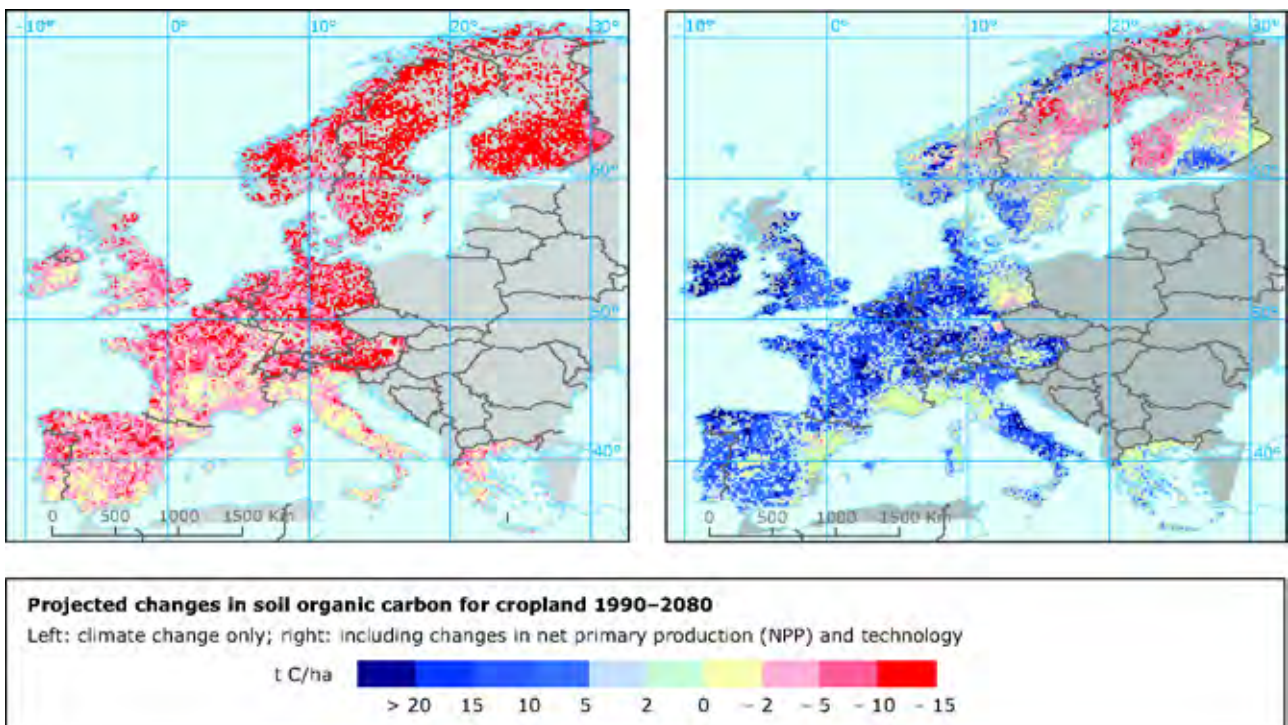 -10° 0° 10° 20° 30°
60°
50°
40°
0 500 1000 1500 Km
-10° 0° 10° 20° 30°
60°
50°
40°
0 500 1000 1500 Km
Projected changes in soil organic carbon for cropland 1990–2080
Left: climate change only; right: including changes in net primary production (NPP) and technology
t C/ha
> 20 15 10 5 2 0 – 2 – 5 – 10 – 15